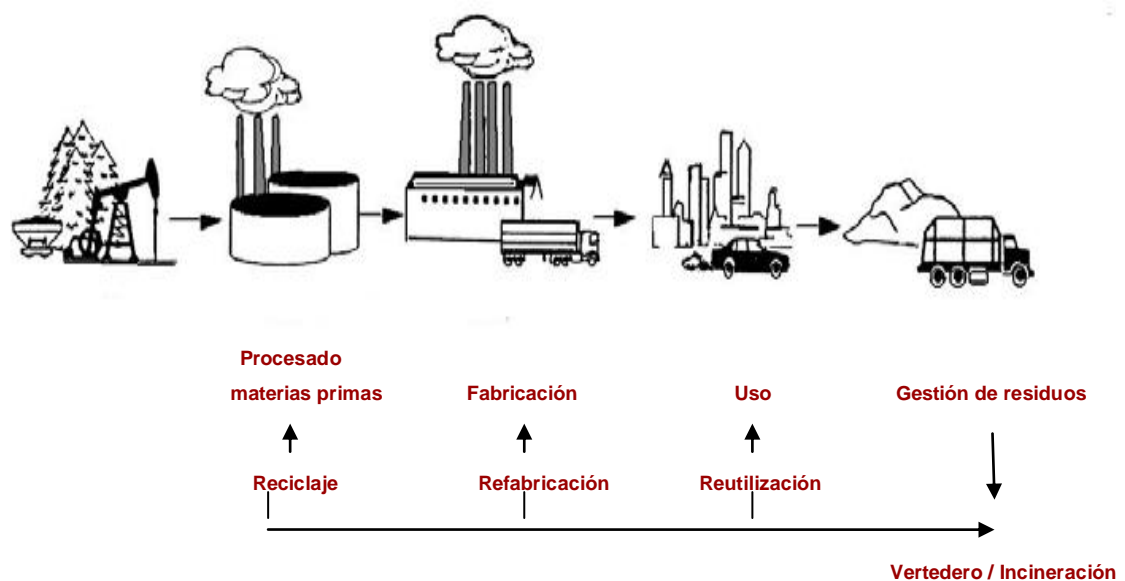 Procesado
materias primas
Fabricación
Uso
Gestión de residuos
Reciclaje
Refabricación
Reutilización
Vertedero / Incineración